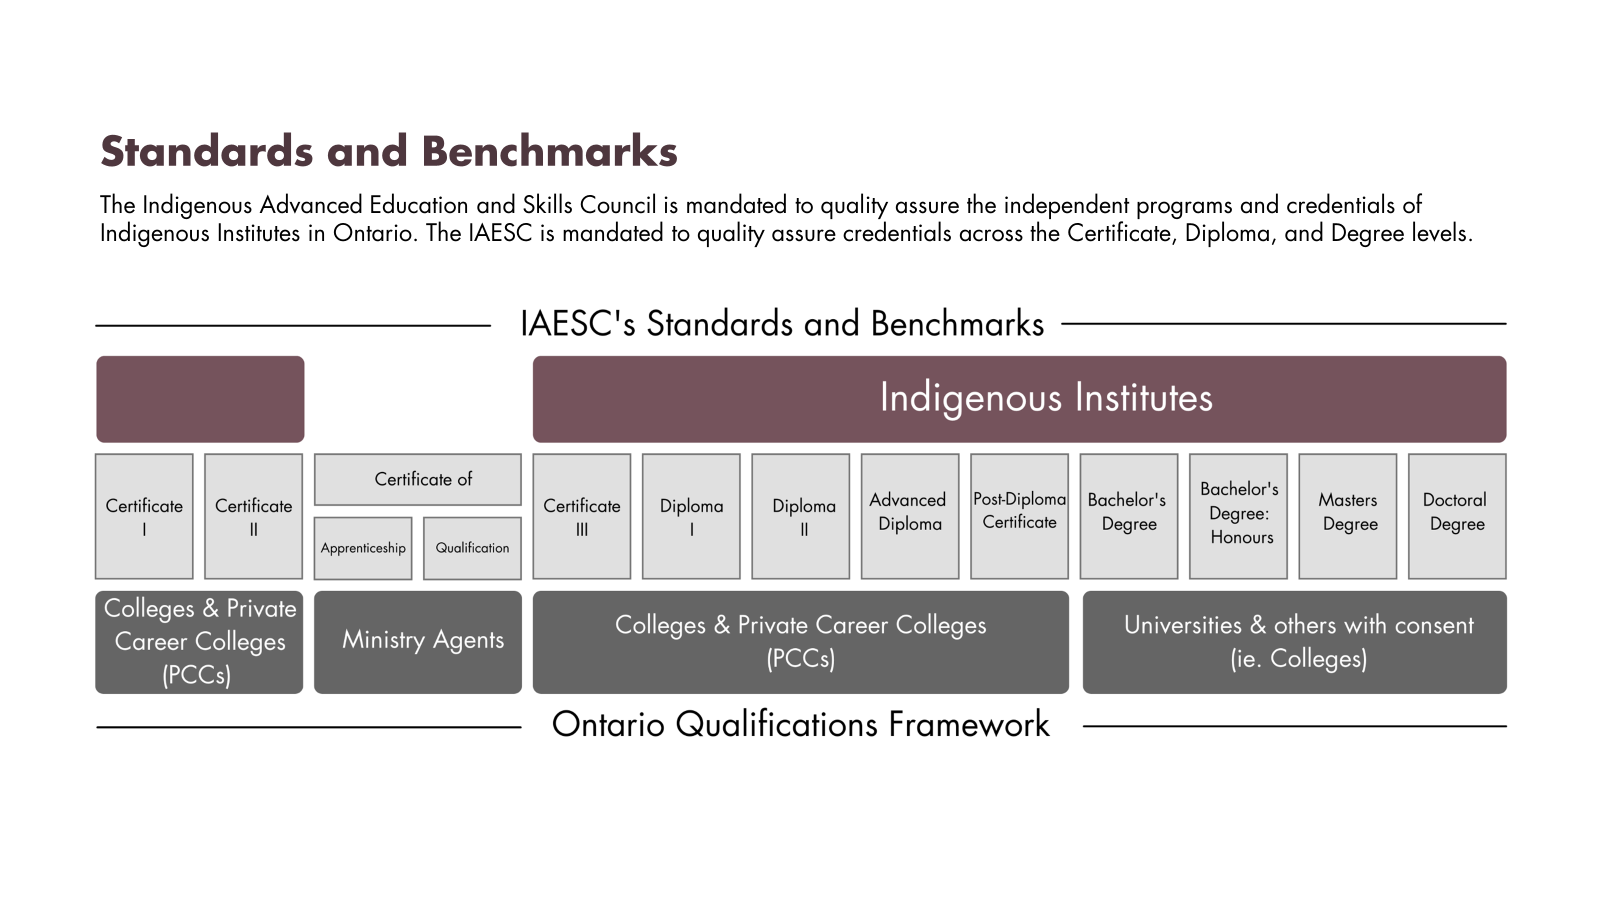 Standards and Benchmarks
The Indigenous Advanced Education and Skills Council is mandated to quality assure the independent programs and credentials of
Indigenous Institutes in Ontario. The IAESC is mandated to quality assure credentials across the Certificate, Diploma, and Degree levels.
IAESC's Standards and Benchmarks
Indigenous Institutes
Certificate
I
Certificate
II
Certificate of
Apprenticeship
Qualification
Certificate
III
Diploma
I
Diploma
II
Advanced
Diploma
Post-Diploma
Certificate
Bachelor's
Degree
Bachelor's
Degree:
Honours
Masters
Degree
Doctoral
Degree
Colleges & Private
Career Colleges
(PCCs)
Ministry Agents
Colleges & Private Career Colleges
(PCCs)
Universities & others with consent
(ie. Colleges)
Ontario Qualifications Framework